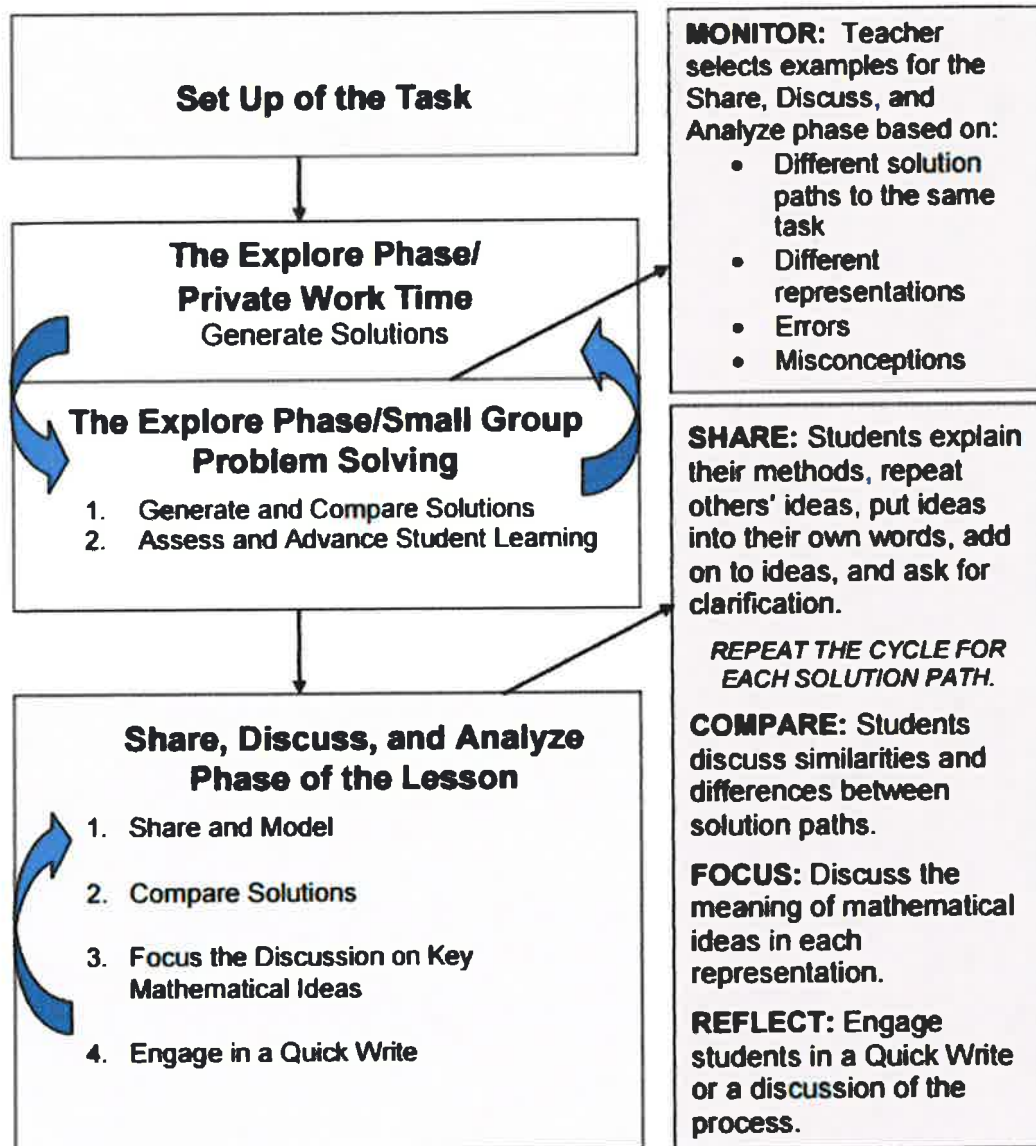 Set Up of the Task
The Explore Phase/
Private Work Time
Generate Solutions
The Explore Phase/Small Group
Problem Solving
1. Generate and Compare Solutions
2. Assess and Advance Student Learning
Share, Discuss, and Analyze
Phase of the Lesson
1. Share and Model
2. Compare Solutions
3. Focus the Discussion on Key
Mathematical Ideas
4. Engage in a Quick Write
MONITOR: Teacher
selects examples for the
Share, Discuss, and
Analyze phase based on:
• Different solution
paths to the same
task
• Different
representations
• Errors
• Misconceptions
SHARE: Students explain
their methods, repeat
others' ideas, put ideas
into their own words, add
on to ideas, and ask for
clarification.
REPEAT THE CYCLE FOR
EACH SOLUTION PATH.
COMPARE: Students
discuss similarities and
differences between
solution paths.
FOCUS: Discuss the
meaning of mathematical
ideas in each
representation.
REFLECT: Engage
students in a Quick Write
or a discussion of the
process.